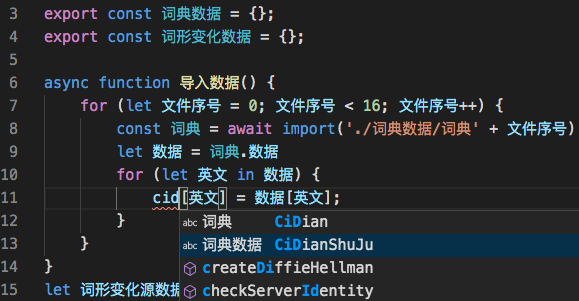 3 export const 词典数据 = {};
4 export const 词形变化数据 = {};
5
6 async function 导入数据() {
7 for (let 文件序号 = 0; 文件序号 < 16; 文件序号++) {
8 const 词典 = await import('./词典数据/词典' + 文件序号)
9 let 数据 = 词典.数据
10 for (let 英文 in 数据) {
11 cid[英文] = 数据[英文];
12 }
abc 词典 CiDian
13 }
abc 词典数据 CiDianShuJu
14 }
createDiffieHellman
15 let 词形变化源数据
checkServerIdentity